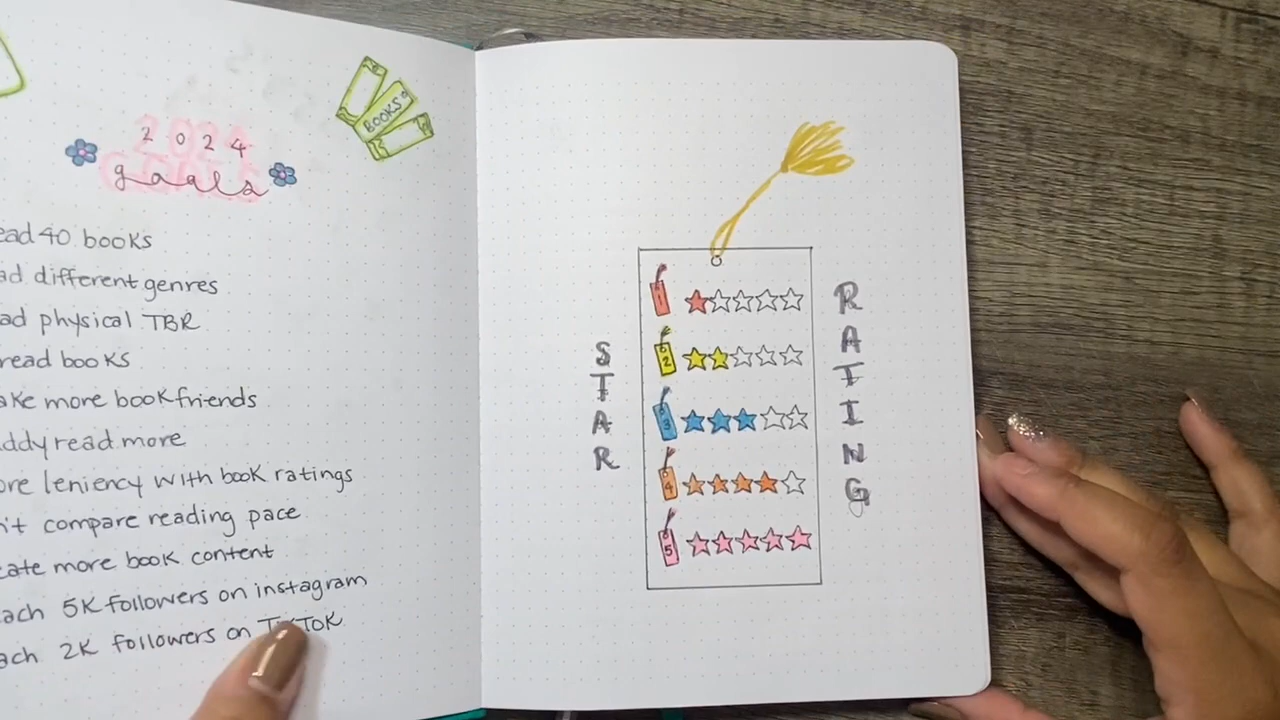 2024
goals
BOOKS
ead 40 books
ad different genres
ad physical TBR
read books
ake more bookfriends
ddy read more
ore leniency with book ratings
n't compare reading pace
eate more book content
ach 5K followers on instagram
ach 2K followers on TikTok
STAR
RATING
1
2
3
4
5